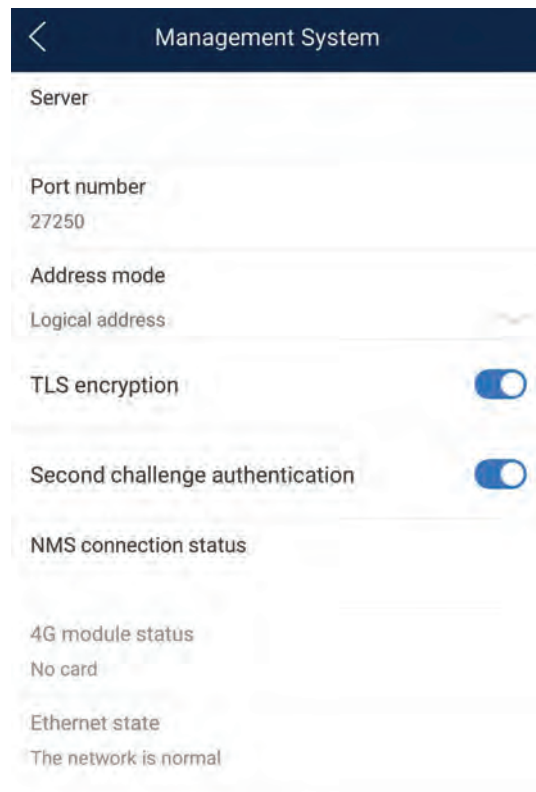 Management System
Server
Port number
27250
Address mode
Logical address
TLS encryption
Second challenge authentication
NMS connection status
4G module status
No card
Ethernet state
The network is normal